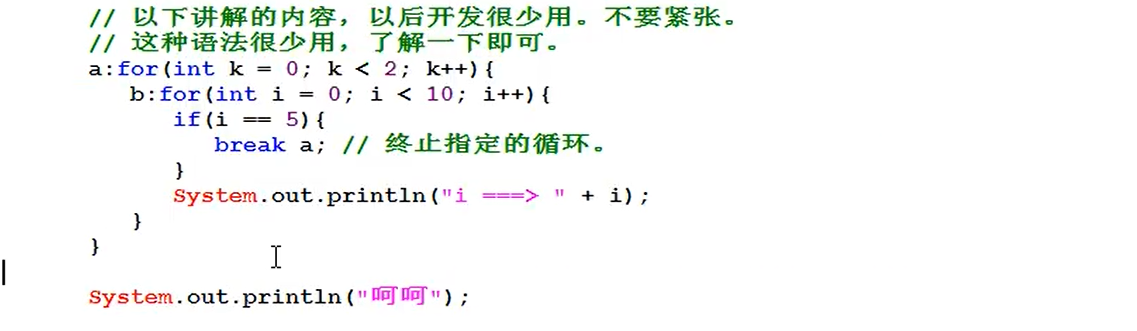 // 以下讲解的内容，以后开发很少用。不要紧张。
// 这种语法很少用，了解一下即可。
a:for(int k = 0; k < 2; k++){
b:for(int i = 0; i < 10; i++){
if(i == 5){
break a; // 终止指定的循环。
}
System.out.println("i ===> " + i);
}
}
System.out.println("呵呵");